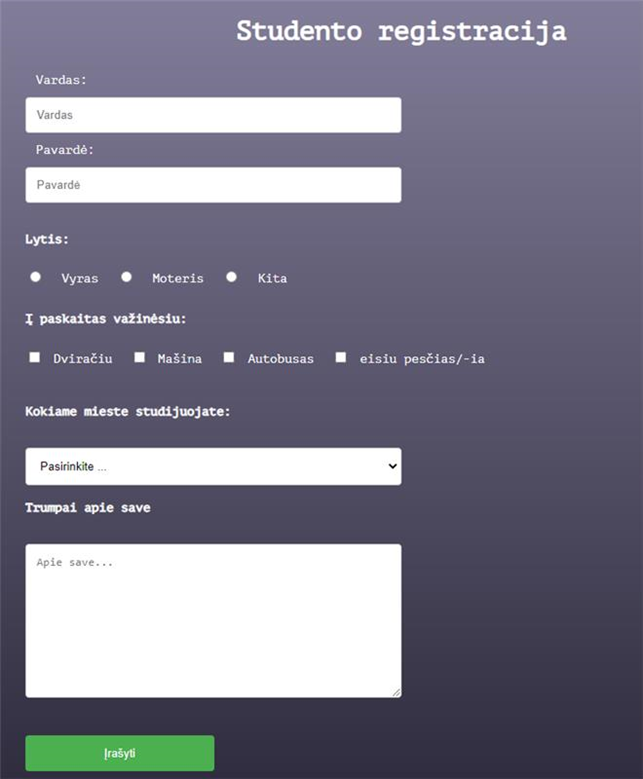 Studento registracija
Vardas:
Vardas
Pavardė:
Pavardė
Lytis:
Vyras Moteris Kita
Į paskaitas važinėsiu:
Dviračiu Mašina Autobusas eisiu pesčias/-ia
Kokiame mieste studijuojate:
Pasirinkite ...
Trumpai apie save
Apie save...
Įrašyti